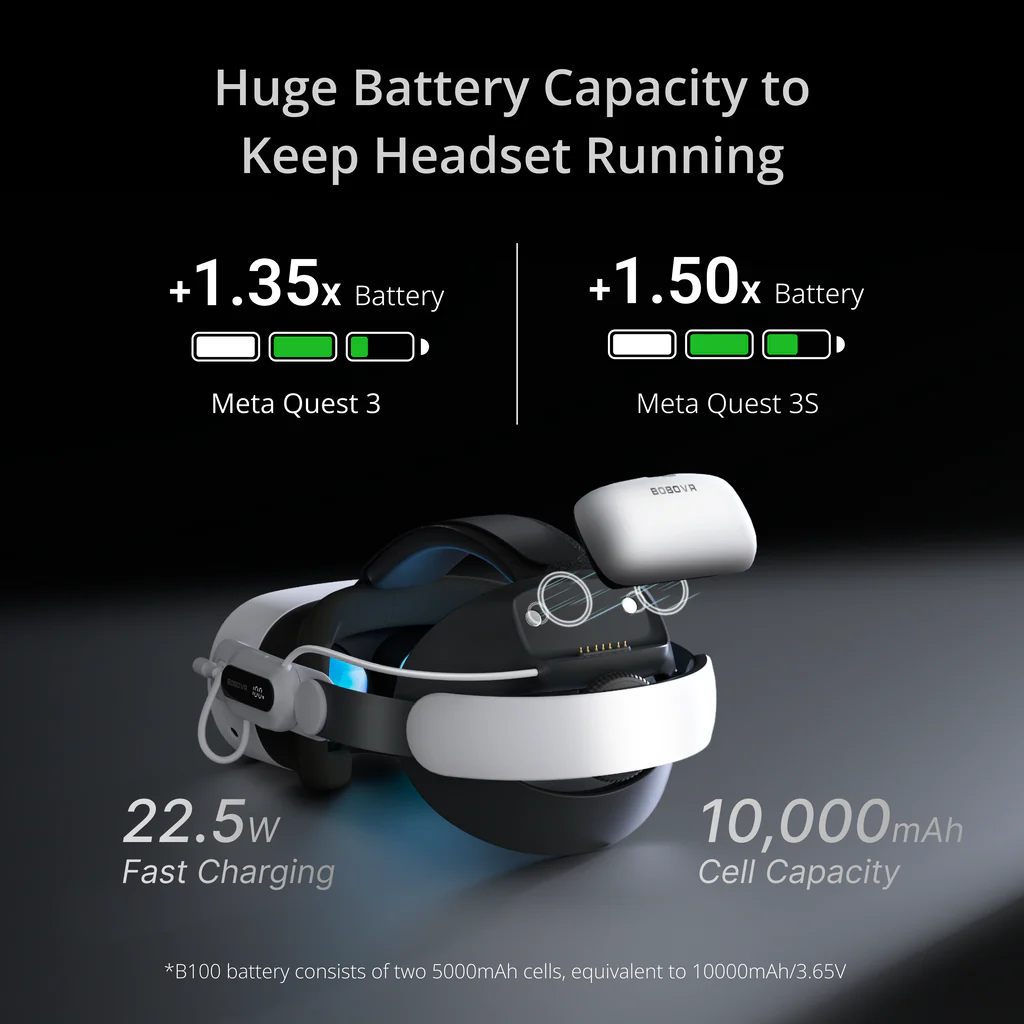 Huge Battery Capacity to
Keep Headset Running
+1.35x Battery
Meta Quest 3
+1.50x Battery
Meta Quest 3S
BOBOVR
BOBOVR 100%
22.5W
Fast Charging
10,000mAh
Cell Capacity
*B100 battery consists of two 5000mAh cells, equivalent to 10000mAh/3.65V